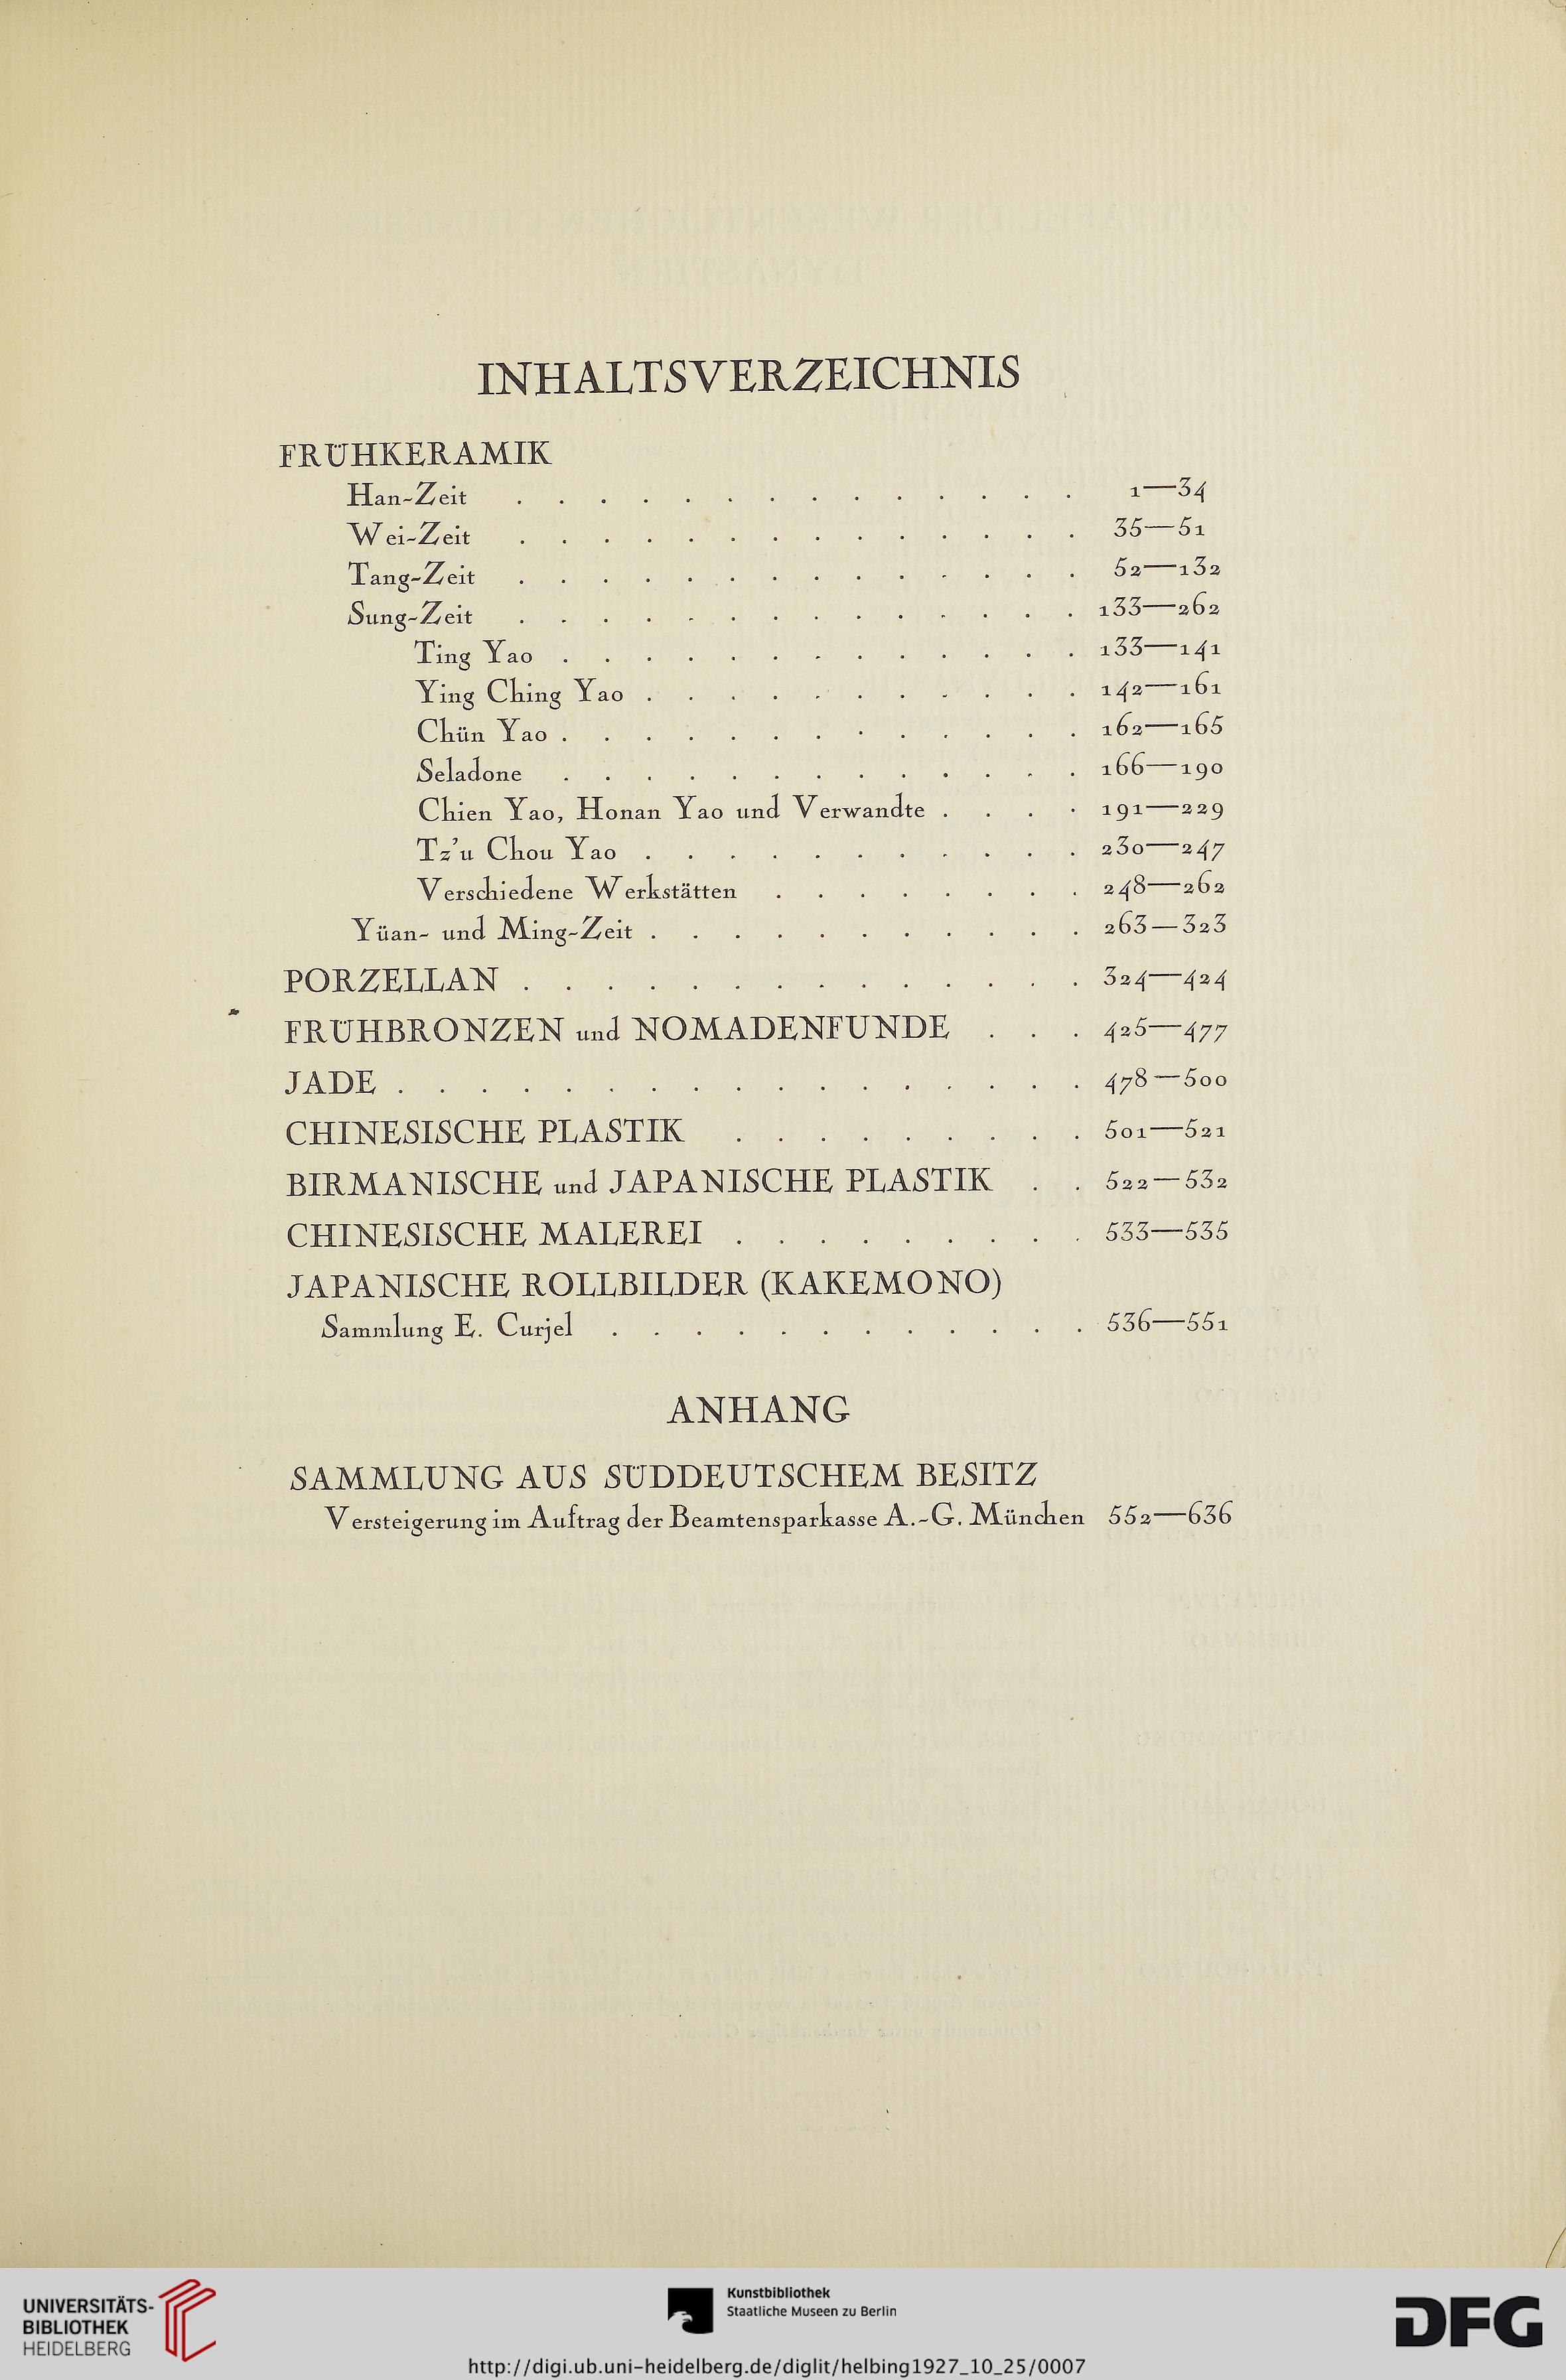 INHALTSVERZEICHNIS
FRÜHKERAMIK
Han-Zeit . . . . . . . . . . . . . . 1—34
Wei-Zeit . . . . . . . . . . . . . . 35—51
Tang-Zeit . . . . . . . . . . . . . . 52—132
Sung-Zeit . . . . . . . . . . . . . . 133—262
Ting Yao . . . . . . . . . . . . . 133—141
Ying Ching Yao . . . . . . . . . . . 142—161
Chün Yao . . . . . . . . . . . . . 162—165
Seladone . . . . . . . . . . . . . 166—190
Chien Yao, Honan Yao und Verwandte . . . . 191—229
Tz'u Chou Yao . . . . . . . . . . . 230—247
Verschiedene Werkstätten . . . . . . . . 248—262
Yüan- und Ming-Zeit . . . . . . . . . . . 263—323
PORZELLAN . . . . . . . . . . . . . . 324—424
FRÜHBRONZEN und NOMADENFUNDE . . . 425—477
JADE . . . . . . . . . . . . . . . . . 478—500
CHINESISCHE PLASTIK . . . . . . . . . 501—521
BIRMANISCHE und JAPANISCHE PLASTIK . . 522—532
CHINESISCHE MALEREI . . . . . . . . . 533—535
JAPANISCHE ROLLBILDER (KAKEMONO)
Sammlung E. Curjel . . . . . . . . . . . . 536—551
ANHANG
SAMMLUNG AUS SÜDDEUTSCHEM BESITZ
Versteigerung im Auftrag der Beamtensparkasse A.-G. München 552—636
UNIVERSITÄTS-
BIBLIOTHEK
HEIDELBERG
Kunstbibliothek
Staatliche Museen zu Berlin
DFG
http://digi.ub.uni-heidelberg.de/diglit/helbing1927_10_25/0007